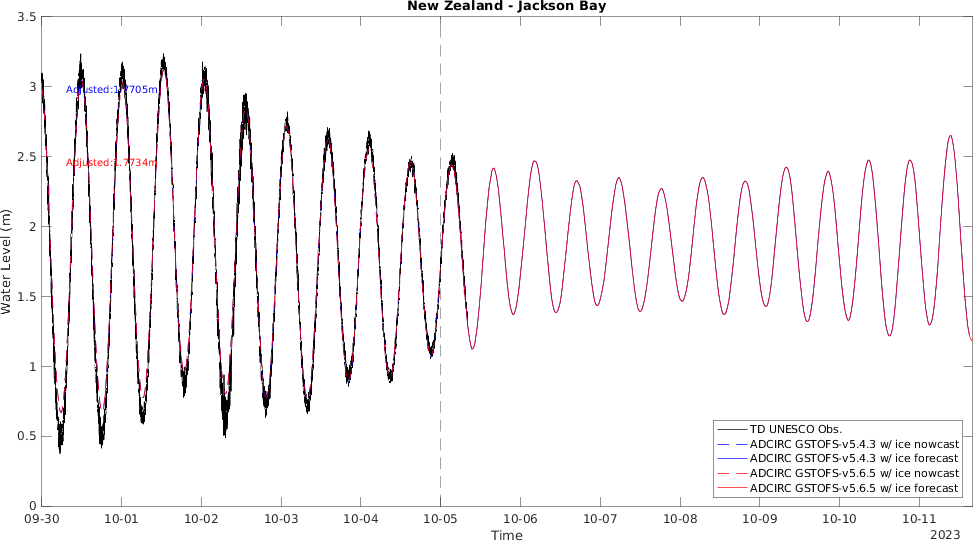 New Zealand - Jackson Bay
3.5
3
2.5
2
1.5
1
0.5
0
Water Level (m)
Adjusted:1.7705m
Adjusted:1.7734m
TD UNESCO Obs.
ADCIRC GSTOFS-v5.4.3 w/ ice nowcast
ADCIRC GSTOFS-v5.4.3 w/ ice forecast
ADCIRC GSTOFS-v5.6.5 w/ ice nowcast
ADCIRC GSTOFS-v5.6.5 w/ ice forecast
09-30 10-01 10-02 10-03 10-04 10-05 10-06 10-07 10-08 10-09 10-10 10-11
Time
2023